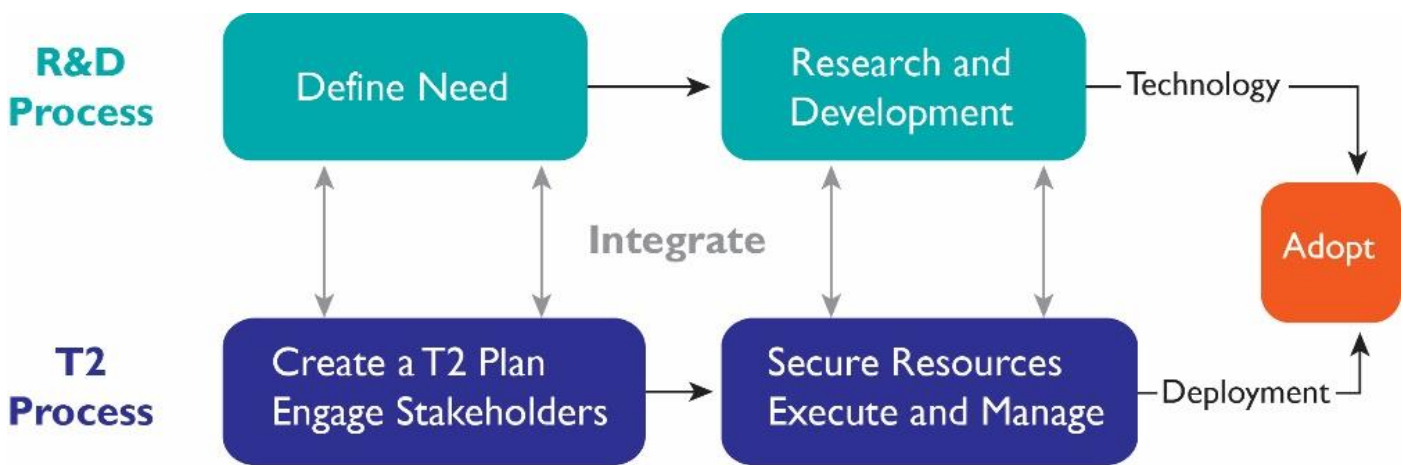 R&D
Process
Define Need
Research and
Development
Technology
Integrate
Adopt
T2
Process
Create a T2 Plan
Engage Stakeholders
Secure Resources
Execute and Manage
Deployment